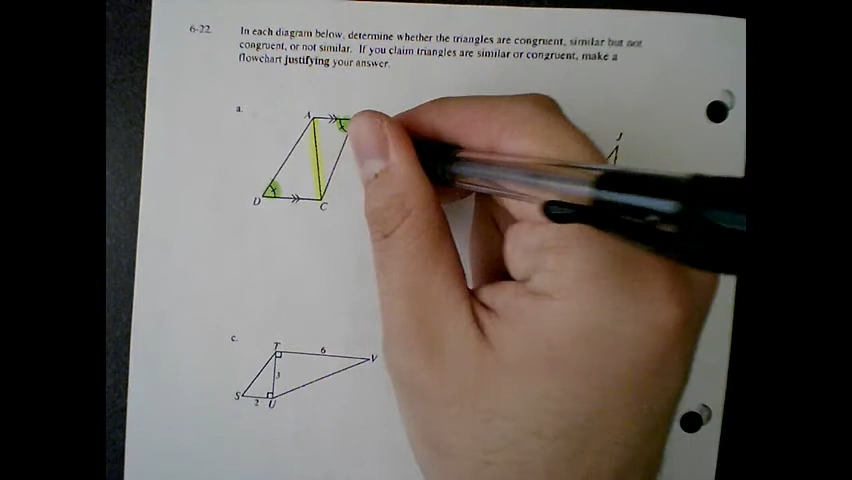 6-22. In each diagram below, determine whether the triangles are congruent, similar but not
congruent, or not similar. If you claim triangles are similar or congruent, make a
flowchart justifying your answer.
a.
A
J
D
C
c.
T
6
V
3
S
2
U